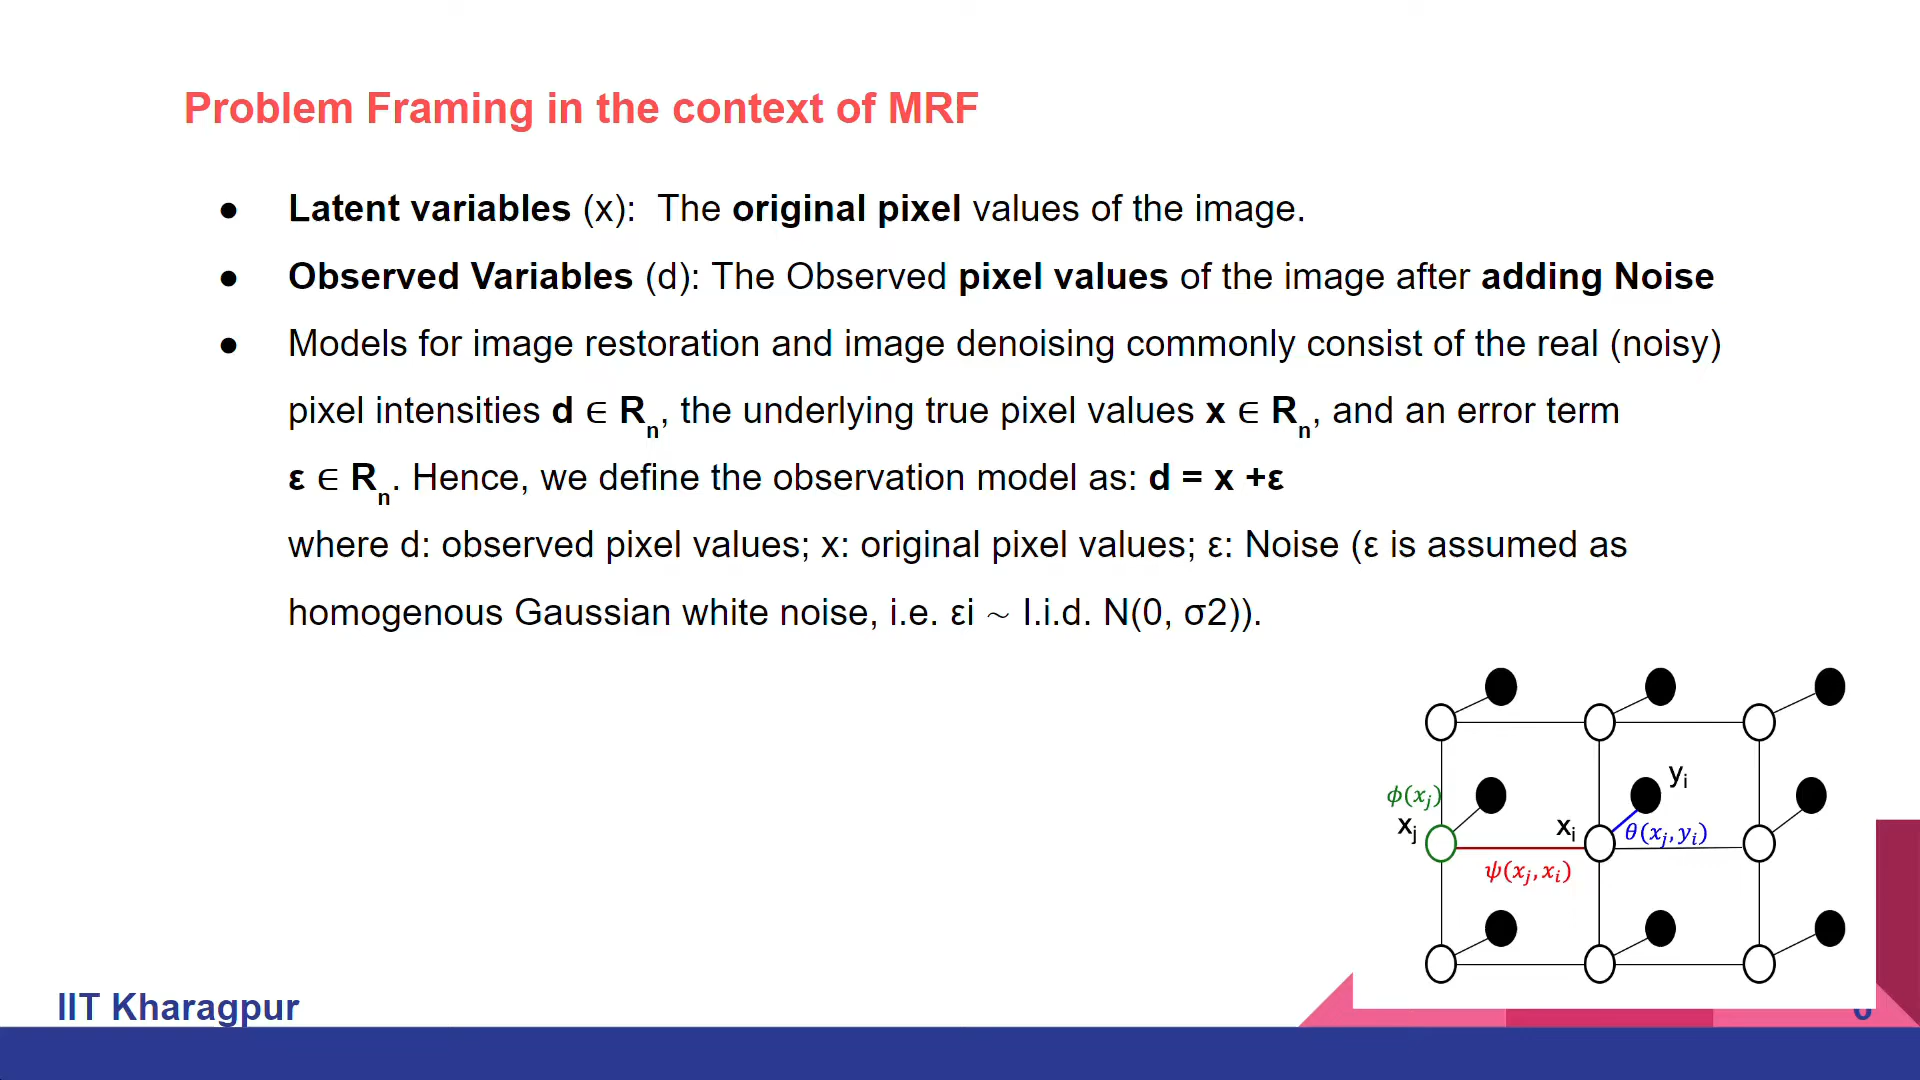 Problem Framing in the context of MRF
● Latent variables (x): The original pixel values of the image.
● Observed Variables (d): The Observed pixel values of the image after adding Noise
● Models for image restoration and image denoising commonly consist of the real (noisy)
pixel intensities d ∈ Rn, the underlying true pixel values x ∈ Rn, and an error term
ε ∈ Rn. Hence, we define the observation model as: d = x +ε
where d: observed pixel values; x: original pixel values; ε: Noise (ε is assumed as
homogenous Gaussian white noise, i.e. εi ∼ I.i.d. N(0, σ2)).
yi
ϕ(xj)
xj
xi
θ(xj, yi)
ψ(xj, xi)
IIT Kharagpur